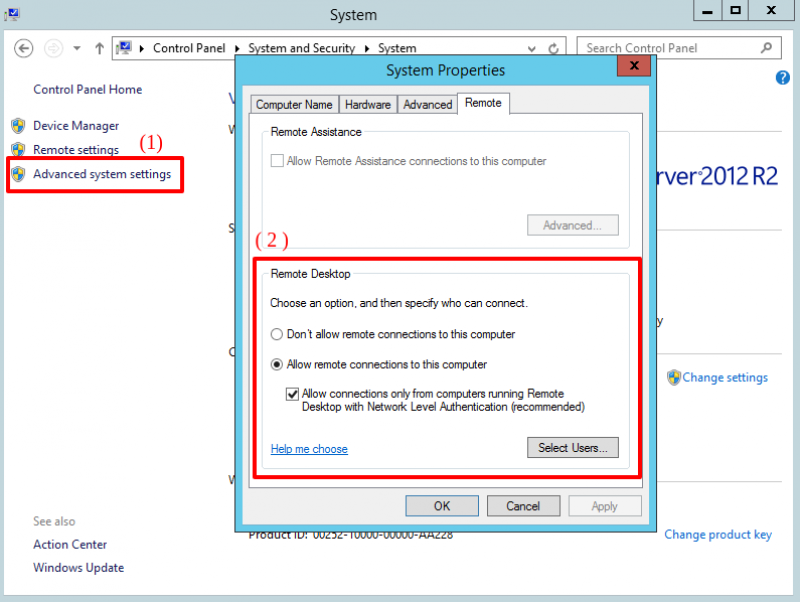 System
Control Panel
System and Security
System
Search Control Panel
Control Panel Home
Device Manager
Remote settings
(1)
Advanced system settings
System Properties
Computer Name
Hardware
Advanced
Remote
Remote Assistance
Allow Remote Assistance connections to this computer
Advanced...
( 2 )
Remote Desktop
Choose an option, and then specify who can connect.
Don't allow remote connections to this computer
Allow remote connections to this computer
Allow connections only from computers running Remote
Desktop with Network Level Authentication (recommended)
Help me choose
Select Users...
OK
Cancel
Apply
rver®2012 R2
Change settings
Product ID: 00252-10000-00000-AA228
Change product key
See also
Action Center
Windows Update